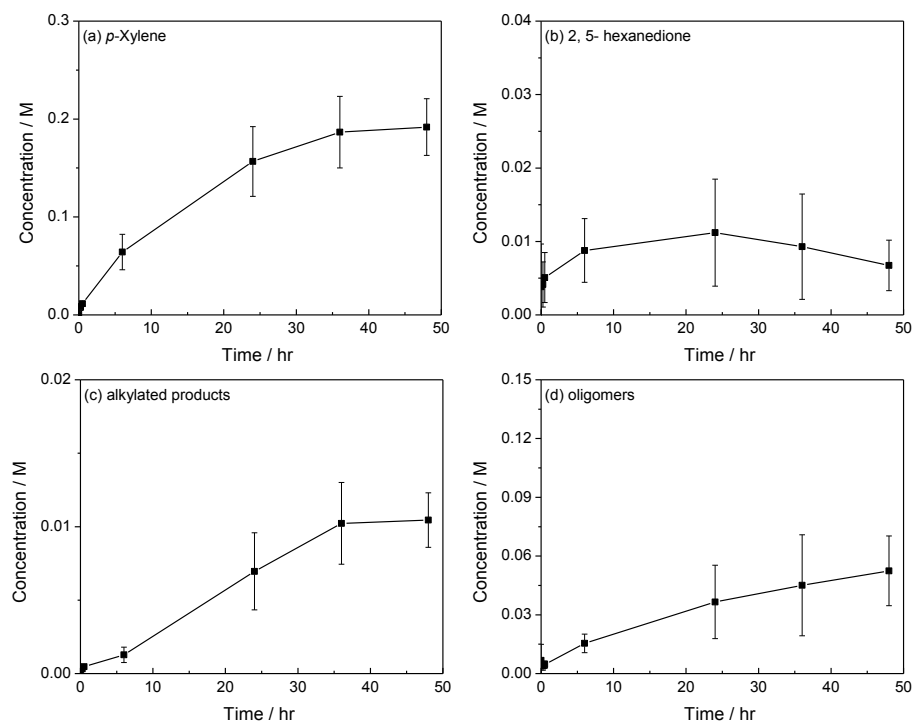 (a) p-Xylene
0.3
0.2
0.1
0.0
Concentration / M
0 10 20 30 40 50
Time / hr
(b) 2, 5- hexanedione
0.04
0.03
0.02
0.01
0.00
Concentration / M
0 10 20 30 40 50
Time / hr
(c) alkylated products
0.02
0.01
0.00
Concentration / M
0 10 20 30 40 50
Time / hr
(d) oligomers
0.15
0.12
0.09
0.06
0.03
0.00
Concentration / M
0 10 20 30 40 50
Time / hr